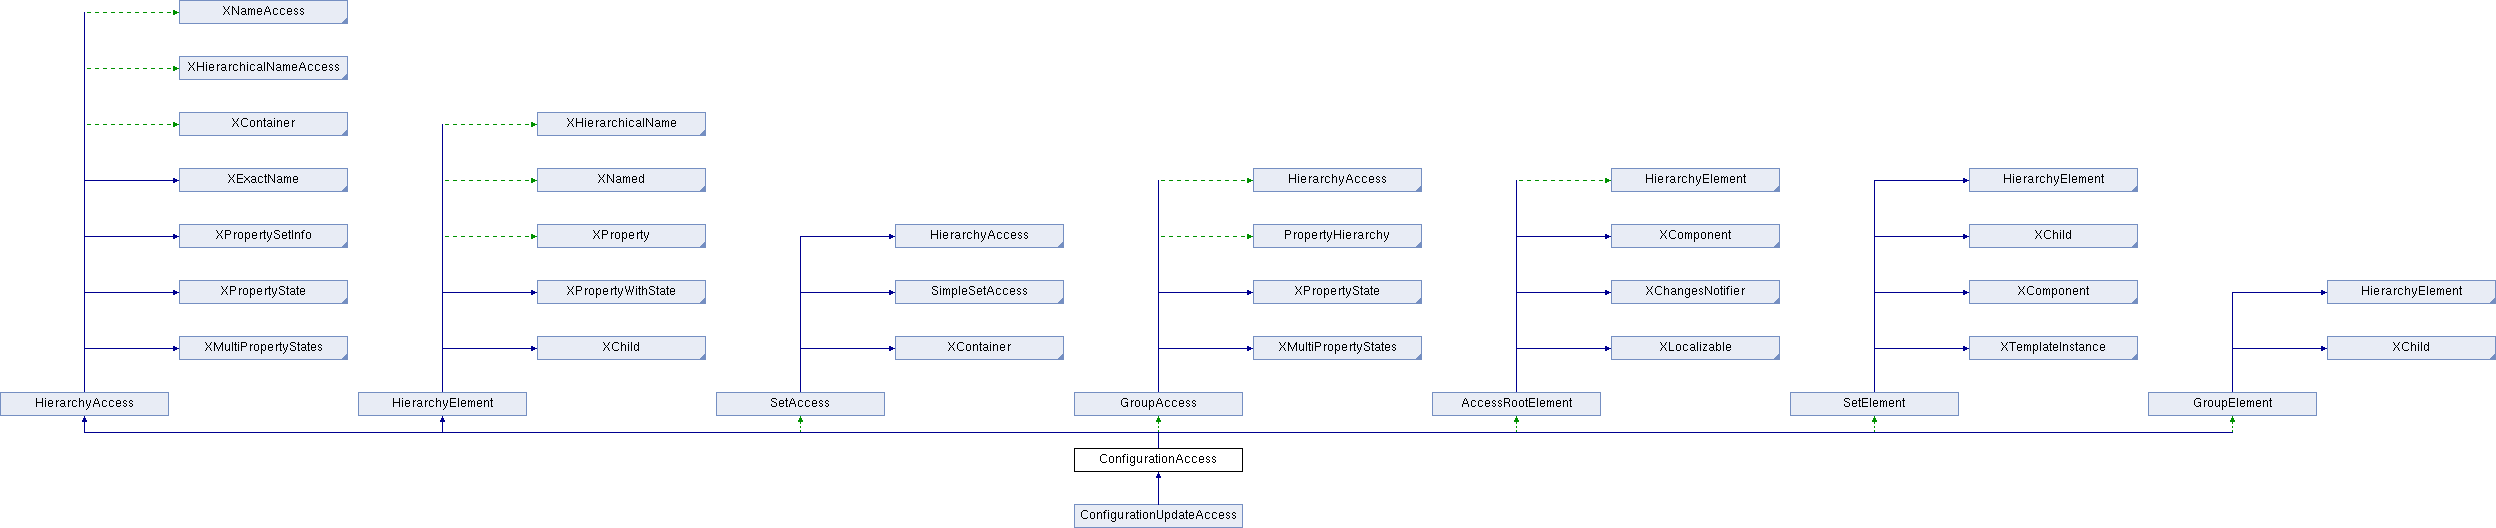 XNameAccess
XHierarchicalNameAccess
XContainer
XHierarchicalName
XExactName
XNamed
HierarchyAccess
HierarchyElement
HierarchyElement
XPropertySetInfo
XProperty
HierarchyAccess
PropertyHierarchy
XComponent
XChild
XPropertyState
XPropertyWithState
SimpleSetAccess
XPropertyState
XChangesNotifier
XComponent
HierarchyElement
XMultiPropertyStates
XChild
XContainer
XMultiPropertyStates
XLocalizable
XTemplateInstance
XChild
HierarchyAccess
HierarchyElement
SetAccess
GroupAccess
AccessRootElement
SetElement
GroupElement
ConfigurationAccess
ConfigurationUpdateAccess